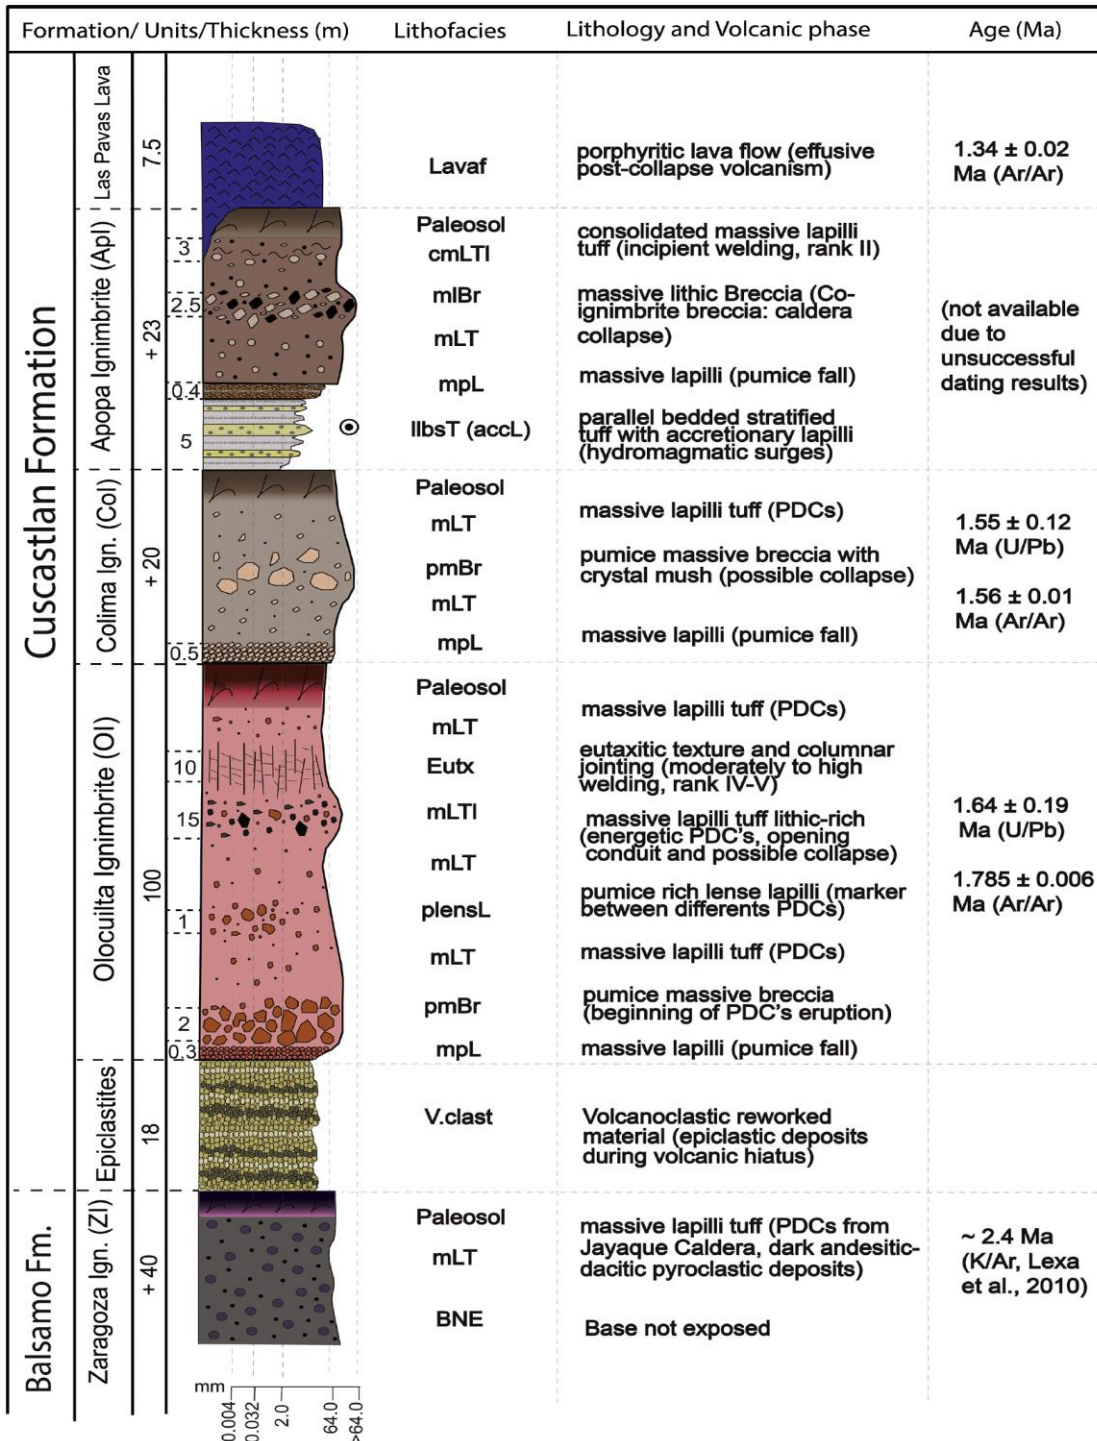 Formation/ Units/Thickness (m)
Lithofacies
Lithology and Volcanic phase
Age (Ma)
Cuscastlan Formation
Las Pavas Lava
7.5
Lavaf
porphyritic lava flow (effusive
post-collapse volcanism)
1.34 ± 0.02
Ma (Ar/Ar)
Apopa Ignimbrite (ApI)
+ 23
3
2.5
0.4
5
Paleosol
cmLTl
mlBr
mLT
mpL
llbsT (accL)
consolidated massive lapilli
tuff (incipient welding, rank II)
massive lithic Breccia (Co-
ignimbrite breccia: caldera
collapse)
massive lapilli (pumice fall)
parallel bedded stratified
tuff with accretionary lapilli
(hydromagmatic surges)
(not available
due to
unsuccessful
dating results)
Colima Ign. (CoI)
+ 20
0.5
Paleosol
mLT
pmBr
mLT
mpL
massive lapilli tuff (PDCs)
pumice massive breccia with
crystal mush (possible collapse)
massive lapilli (pumice fall)
1.55 ± 0.12
Ma (U/Pb)
1.56 ± 0.01
Ma (Ar/Ar)
Olocuilta Ignimbrite (OI)
100
10
15
1
2
0.3
Paleosol
mLT
Eutx
mLTl
mLT
plensL
mLT
pmBr
mpL
massive lapilli tuff (PDCs)
eutaxitic texture and columnar
jointing (moderately to high
welding, rank IV-V)
massive lapilli tuff lithic-rich
(energetic PDC's, opening
conduit and possible collapse)
pumice rich lense lapilli (marker
between differents PDCs)
massive lapilli tuff (PDCs)
pumice massive breccia
(beginning of PDC's eruption)
massive lapilli (pumice fall)
1.64 ± 0.19
Ma (U/Pb)
1.785 ± 0.006
Ma (Ar/Ar)
Epiclastites
18
V.clast
Volcanoclastic reworked
material (epiclastic deposits
during volcanic hiatus)
Balsamo Fm.
Zaragoza Ign. (ZI)
+ 40
Paleosol
mLT
BNE
massive lapilli tuff (PDCs from
Jayaque Caldera, dark andesitic-
dacitic pyroclastic deposits)
Base not exposed
~ 2.4 Ma
(K/Ar, Lexa
et al., 2010)
mm
0.004
0.032
2.0
64.0
>64.0